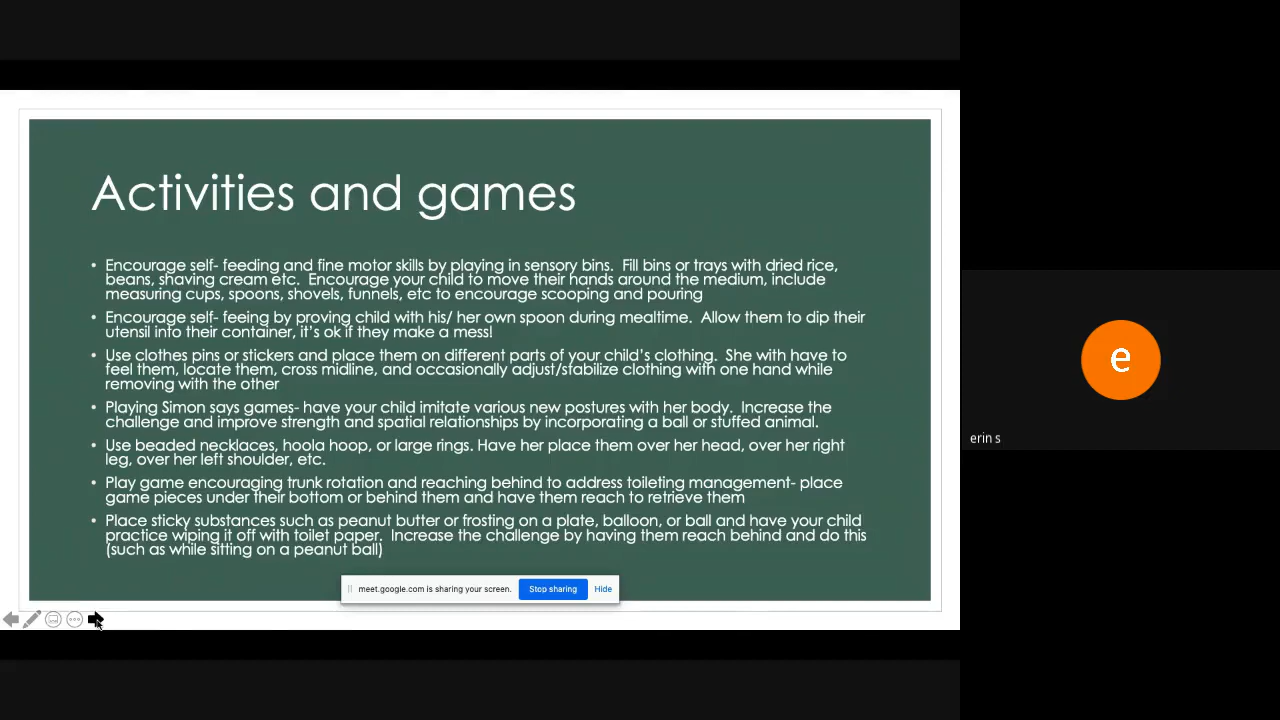 Activities and games
• Encourage self- feeding and fine motor skills by playing in sensory bins.  Fill bins or trays with dried rice,
beans, shaving cream etc.  Encourage your child to move their hands around the medium, include
measuring cups, spoons, shovels, funnels, etc to encourage scooping and pouring
• Encourage self- feeing by proving child with his/ her own spoon during mealtime.  Allow them to dip their
utensil into their container, it's ok if they make a mess!
• Use clothes pins or stickers and place them on different parts of your child's clothing.  She with have to
feel them, locate them, cross midline, and occasionally adjust/stabilize clothing with one hand while
removing with the other
• Playing Simon says games- have your child imitate various new postures with her body.  Increase the
challenge and improve strength and spatial relationships by incorporating a ball or stuffed animal.
• Use beaded necklaces, hoola hoop, or large rings. Have her place them over her head, over her right
leg, over her left shoulder, etc.
• Play game encouraging trunk rotation and reaching behind to address toileting management- place
game pieces under their bottom or behind them and have them reach to retrieve them
• Place sticky substances such as peanut butter or frosting on a plate, balloon, or ball and have your child
practice wiping it off with toilet paper.  Increase the challenge by having them reach behind and do this
(such as while sitting on a peanut ball)
meet.google.com is sharing your screen. Stop sharing Hide
e
erin s